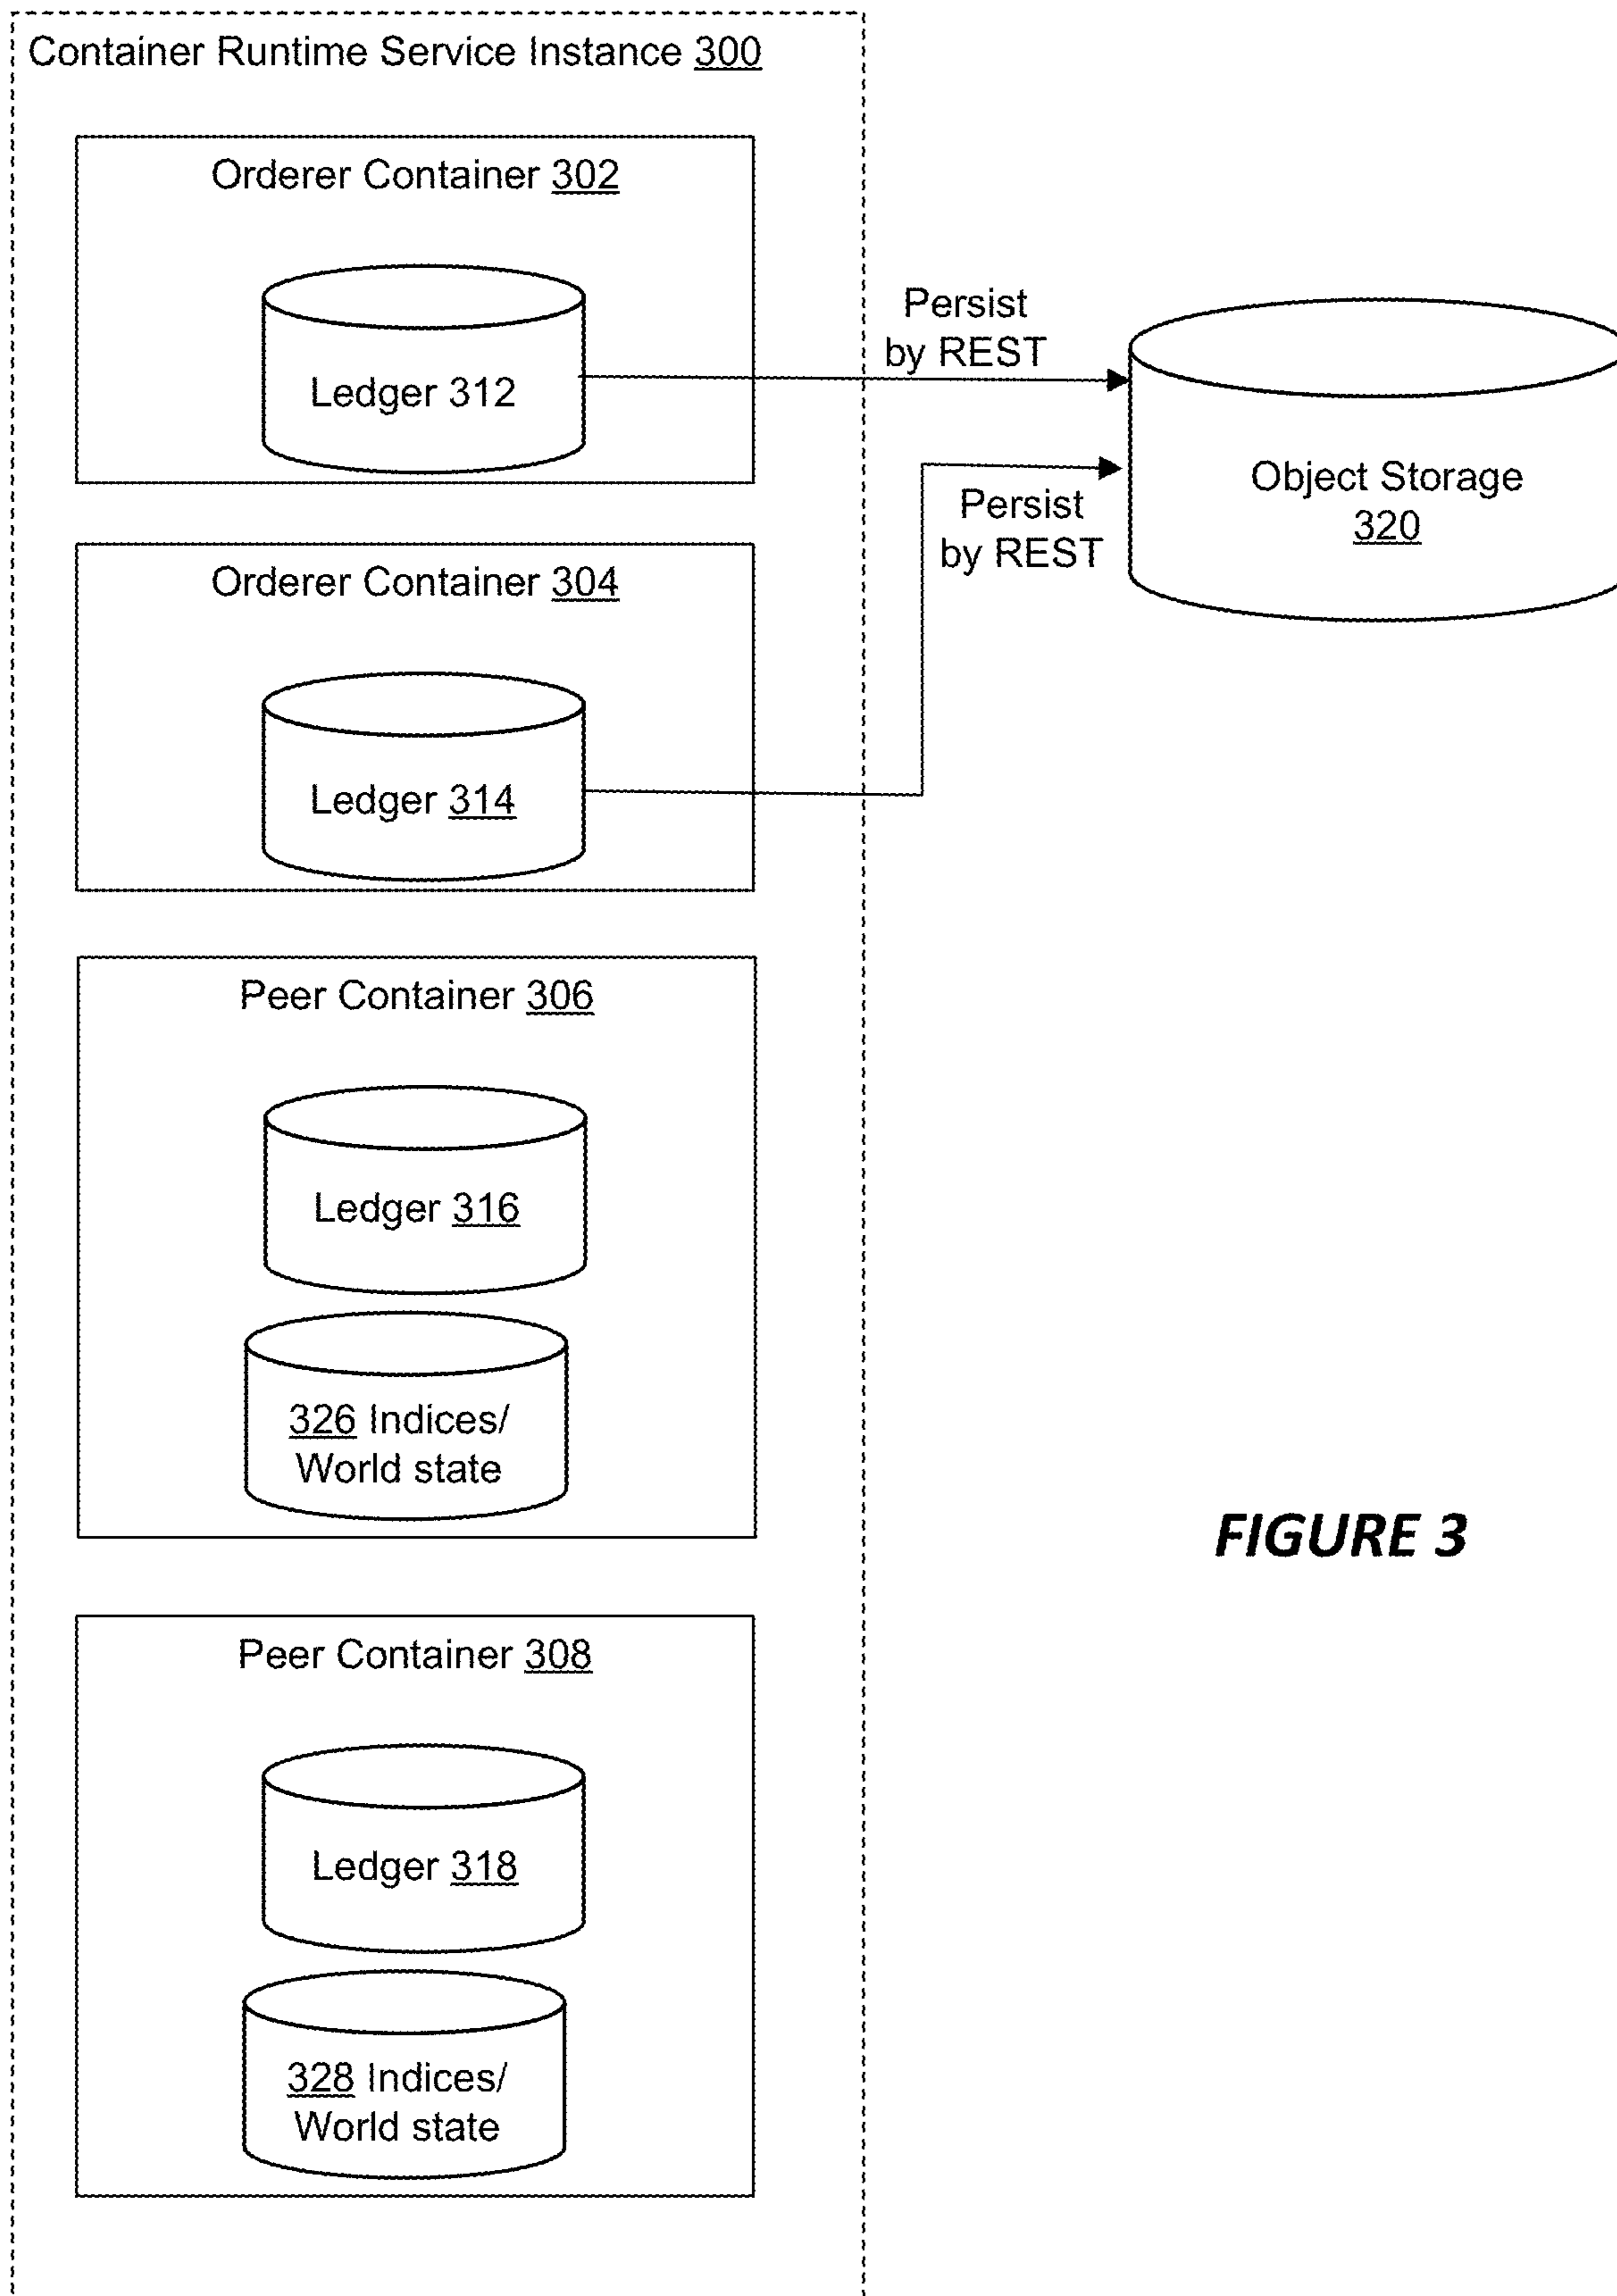 Container Runtime Service Instance 300
Orderer Container 302
Ledger 312
Persist
by REST
Object Storage
320
Orderer Container 304
Ledger 314
Persist
by REST
Peer Container 306
Ledger 316
326 Indices/
World state
FIGURE 3
Peer Container 308
Ledger 318
328 Indices/
World state